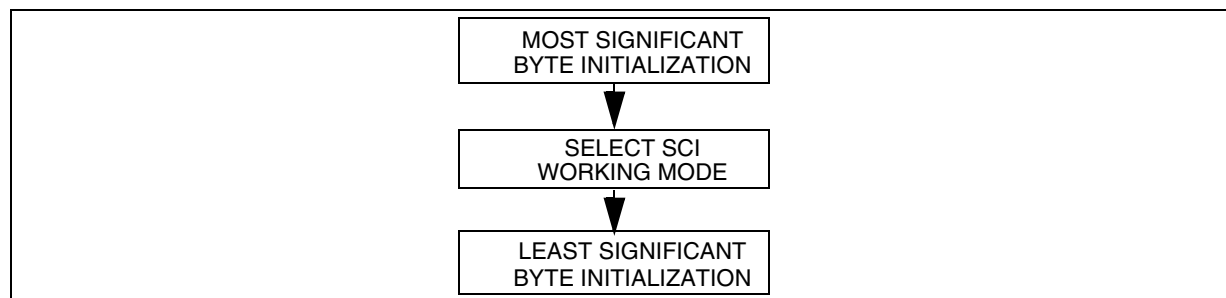 MOST SIGNIFICANT
BYTE INITIALIZATION
SELECT SCI
WORKING MODE
LEAST SIGNIFICANT
BYTE INITIALIZATION